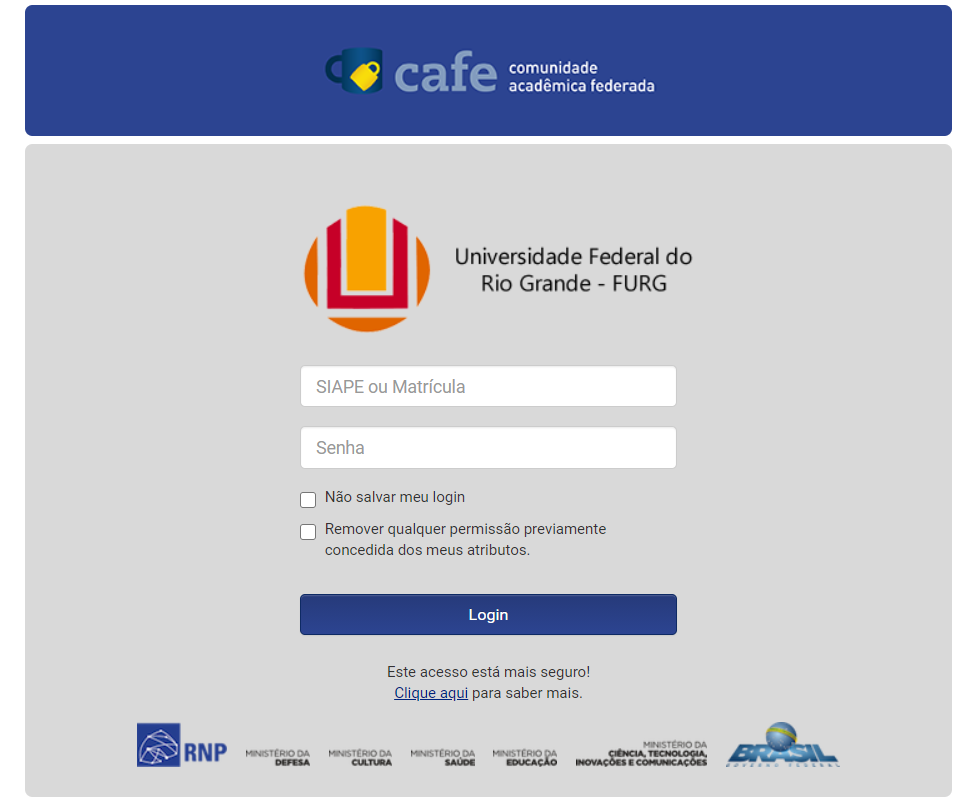 cafe comunidade
acadêmica federada
Universidade Federal do
Rio Grande - FURG
SIAPE ou Matrícula
Senha
Não salvar meu login
Remover qualquer permissão previamente
concedida dos meus atributos.
Login
Este acesso está mais seguro!
Clique aqui para saber mais.
RNP
MINISTÉRIO DA
DEFESA
MINISTÉRIO DA
CULTURA
MINISTÉRIO DA
SAÚDE
MINISTÉRIO DA
EDUCAÇÃO
MINISTÉRIO DA
CIÊNCIA, TECNOLOGIA,
INOVAÇÕES E COMUNICAÇÕES
BRASIL
GOVERNO FEDERAL